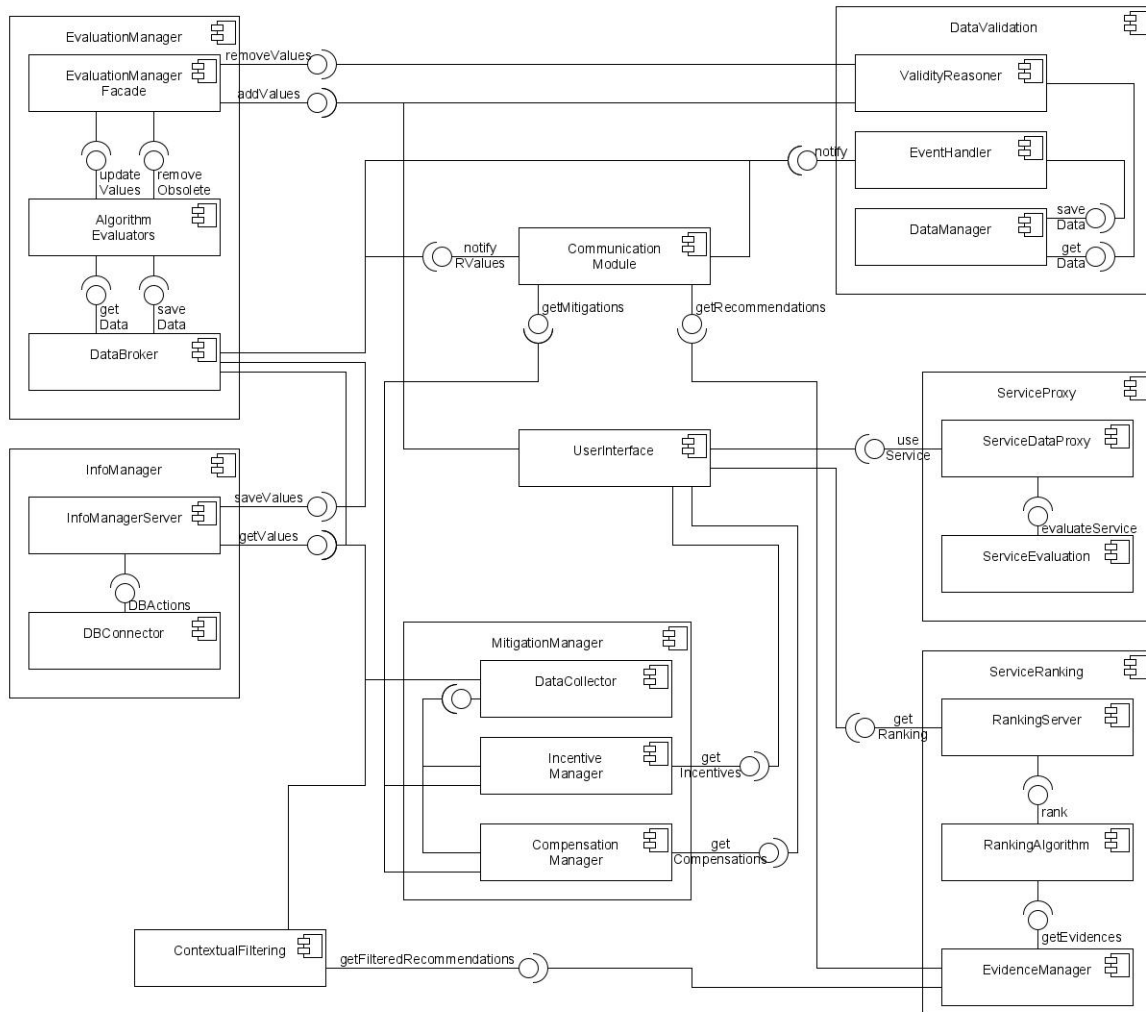 EvaluationManager
EvaluationManager
Facade
removeValues
addValues
update
Values
remove
Obsolete
Algorithm
Evaluators
get
Data
save
Data
DataBroker
DataValidation
ValidityReasoner
EventHandler
notify
DataManager
save
Data
get
Data
notify
RValues
Communication
Module
getMitigations
getRecommendations
InfoManager
InfoManagerServer
saveValues
getValues
DBActions
DBConnector
UserInterface
use
Service
ServiceProxy
ServiceDataProxy
evaluateService
ServiceEvaluation
MitigationManager
DataCollector
Incentive
Manager
get
Incentives
Compensation
Manager
get
Compensations
ServiceRanking
get
Ranking
RankingServer
rank
RankingAlgorithm
getEvidences
EvidenceManager
ContextualFiltering
getFilteredRecommendations